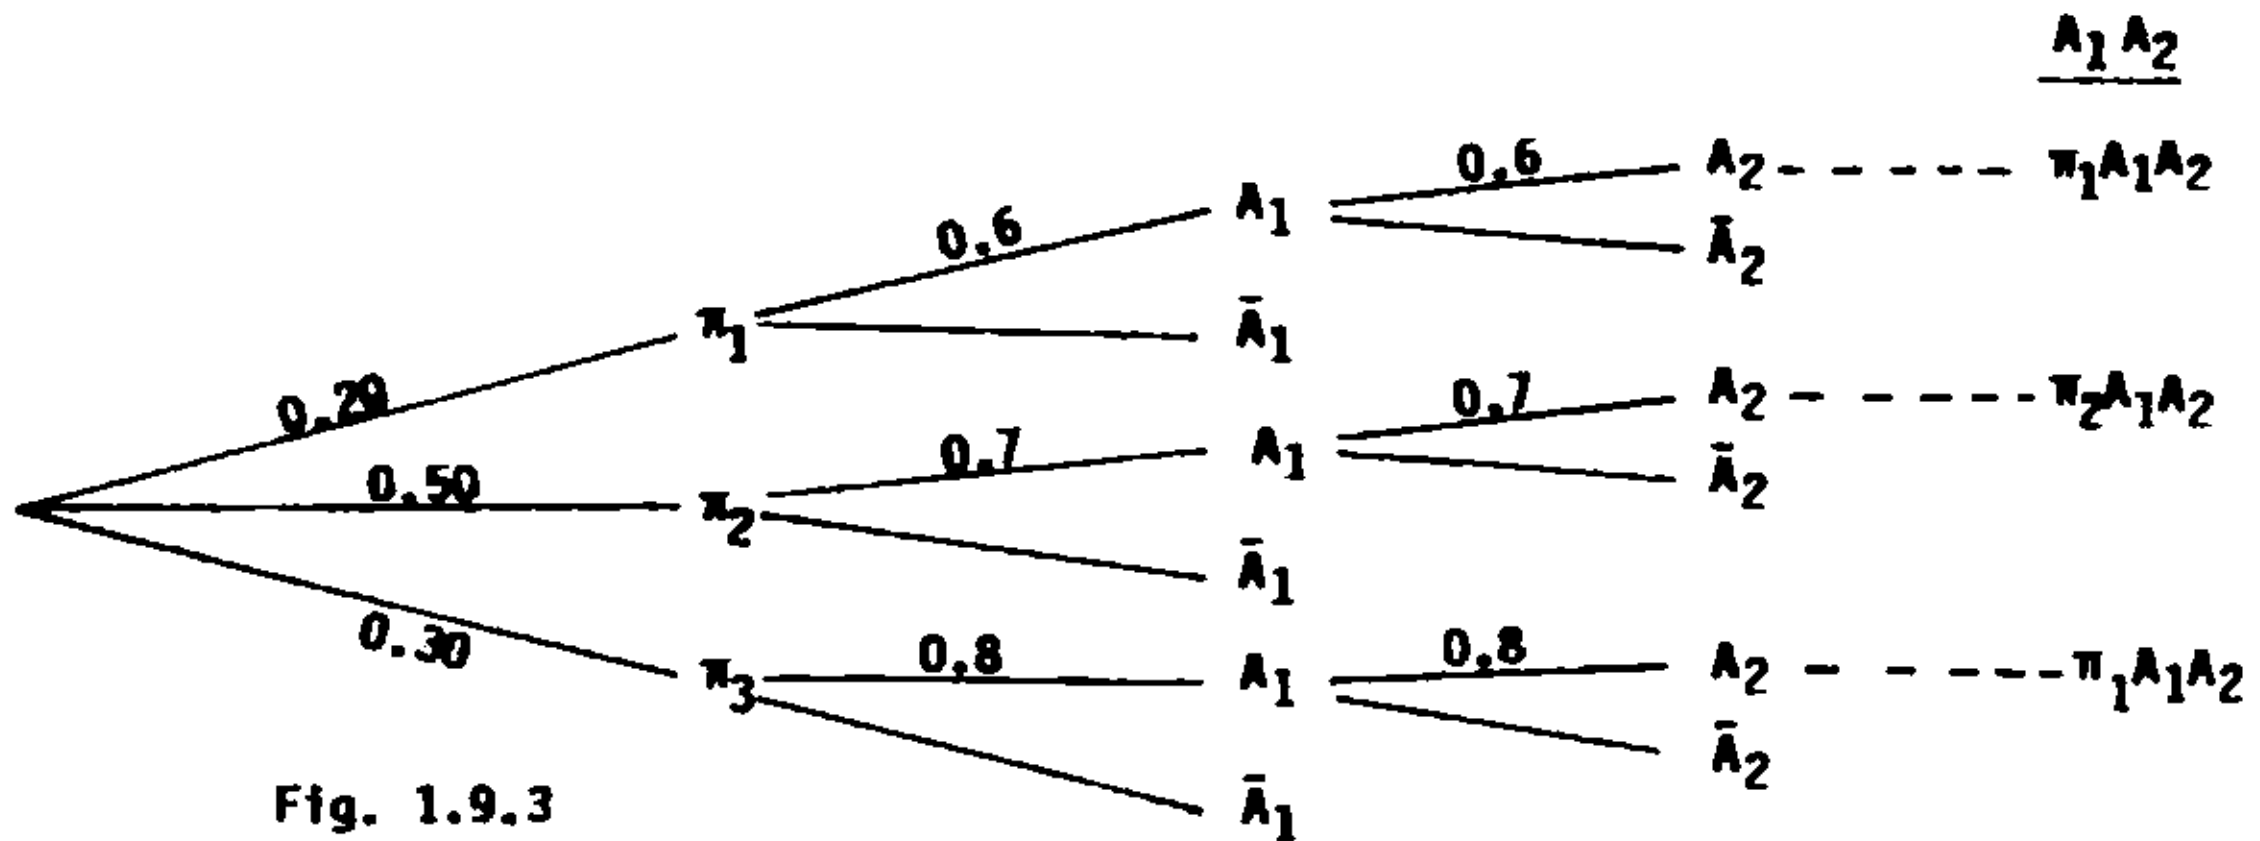 A₁ A₂
0.6 A₂ π₁A₁A₂
0.6 A₁
Ā₂
π₁ Ā₁
0.20
0.7 A₂ π₂A₁A₂
0.7 A₁
Ā₂
0.50 π₂
Ā₁
0.30
π₃ 0.8 A₁ 0.8 A₂ π₁A₁A₂
Ā₂
Ā₁
Fig. 1.9.3